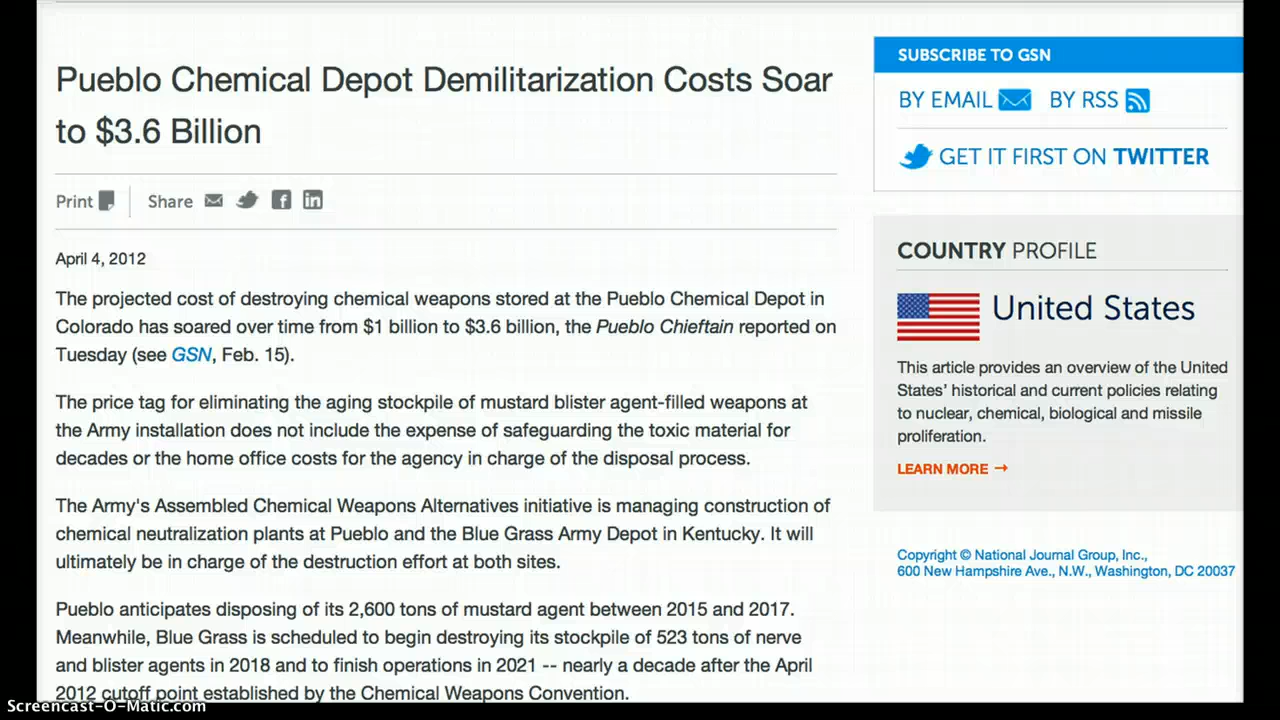 Pueblo Chemical Depot Demilitarization Costs Soar
to $3.6 Billion
Print
Share
April 4, 2012
The projected cost of destroying chemical weapons stored at the Pueblo Chemical Depot in
Colorado has soared over time from $1 billion to $3.6 billion, the Pueblo Chieftain reported on
Tuesday (see GSN, Feb. 15).
The price tag for eliminating the aging stockpile of mustard blister agent-filled weapons at
the Army installation does not include the expense of safeguarding the toxic material for
decades or the home office costs for the agency in charge of the disposal process.
The Army's Assembled Chemical Weapons Alternatives initiative is managing construction of
chemical neutralization plants at Pueblo and the Blue Grass Army Depot in Kentucky. It will
ultimately be in charge of the destruction effort at both sites.
Pueblo anticipates disposing of its 2,600 tons of mustard agent between 2015 and 2017.
Meanwhile, Blue Grass is scheduled to begin destroying its stockpile of 523 tons of nerve
and blister agents in 2018 and to finish operations in 2021 -- nearly a decade after the April
2012 cutoff point established by the Chemical Weapons Convention.
SUBSCRIBE TO GSN
BY EMAIL BY RSS
GET IT FIRST ON TWITTER
COUNTRY PROFILE
United States
This article provides an overview of the United
States' historical and current policies relating
to nuclear, chemical, biological and missile
proliferation.
LEARN MORE →
Copyright © National Journal Group, Inc.,
600 New Hampshire Ave., N.W., Washington, DC 20037
Screencast-O-Matic.com